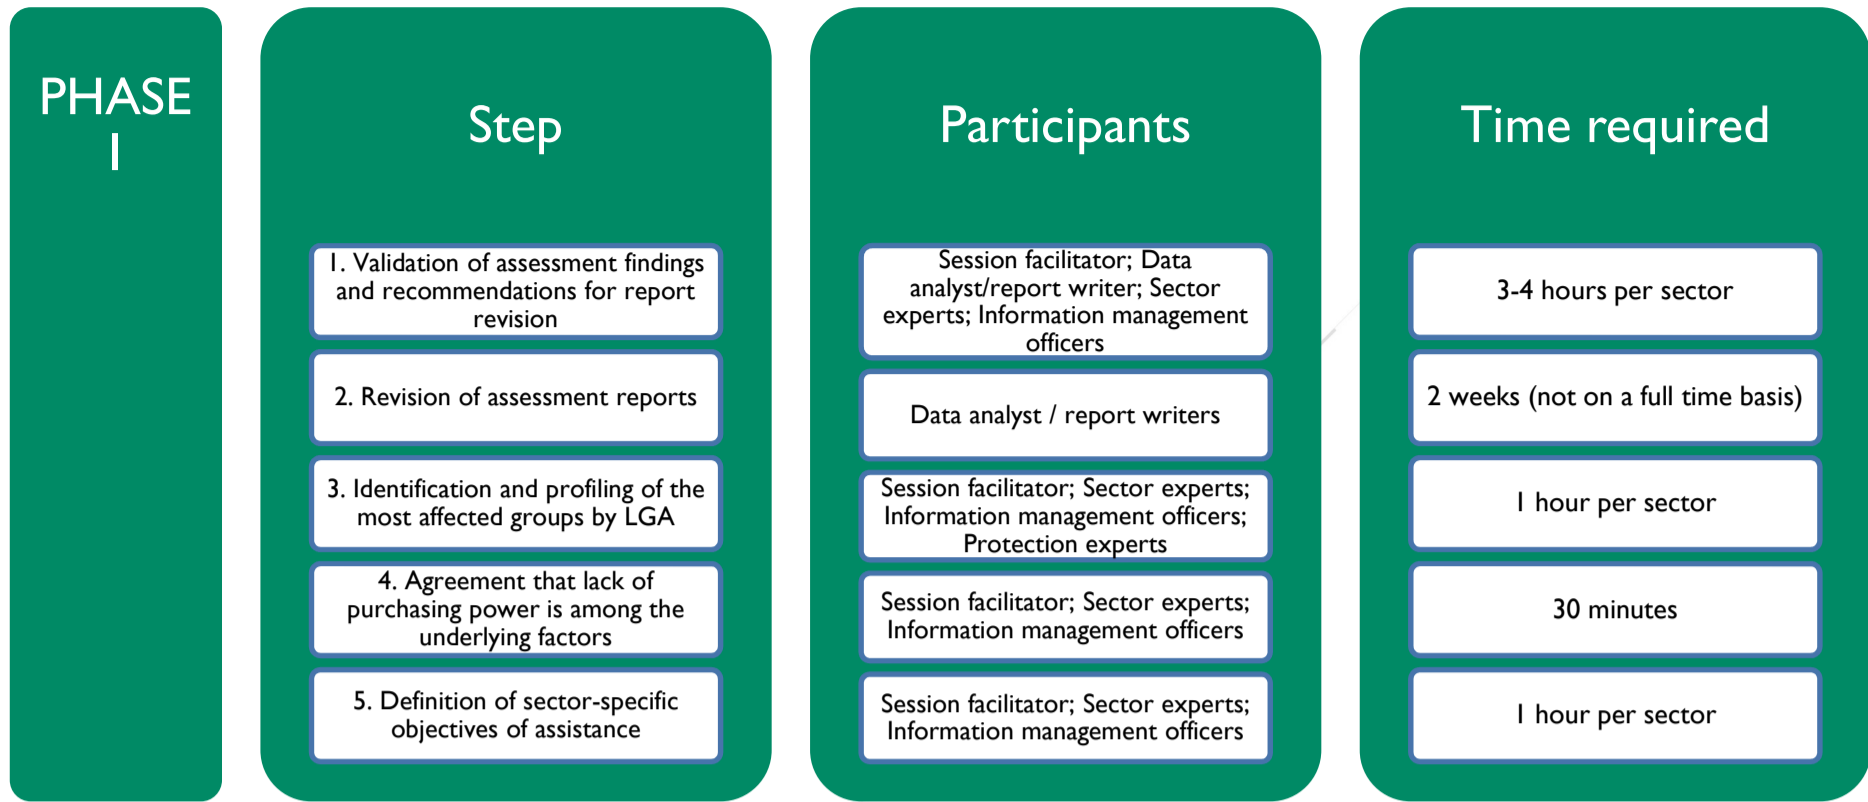 PHASE
1
Step
1. Validation of assessment findings
and recommendations for report
revision
2. Revision of assessment reports
3. Identification and profiling of the
most affected groups by LGA
4. Agreement that lack of
purchasing power is among the
underlying factors
5. Definition of sector-specific
objectives of assistance
Participants
Session facilitator; Data
analyst/report writer; Sector
experts; Information management
officers
Data analyst / report writers
Session facilitator; Sector experts;
Information management officers;
Protection experts
Session facilitator; Sector experts;
Information management officers
Session facilitator; Sector experts;
Information management officers
Time required
3-4 hours per sector
2 weeks (not on a full time basis)
1 hour per sector
30 minutes
1 hour per sector